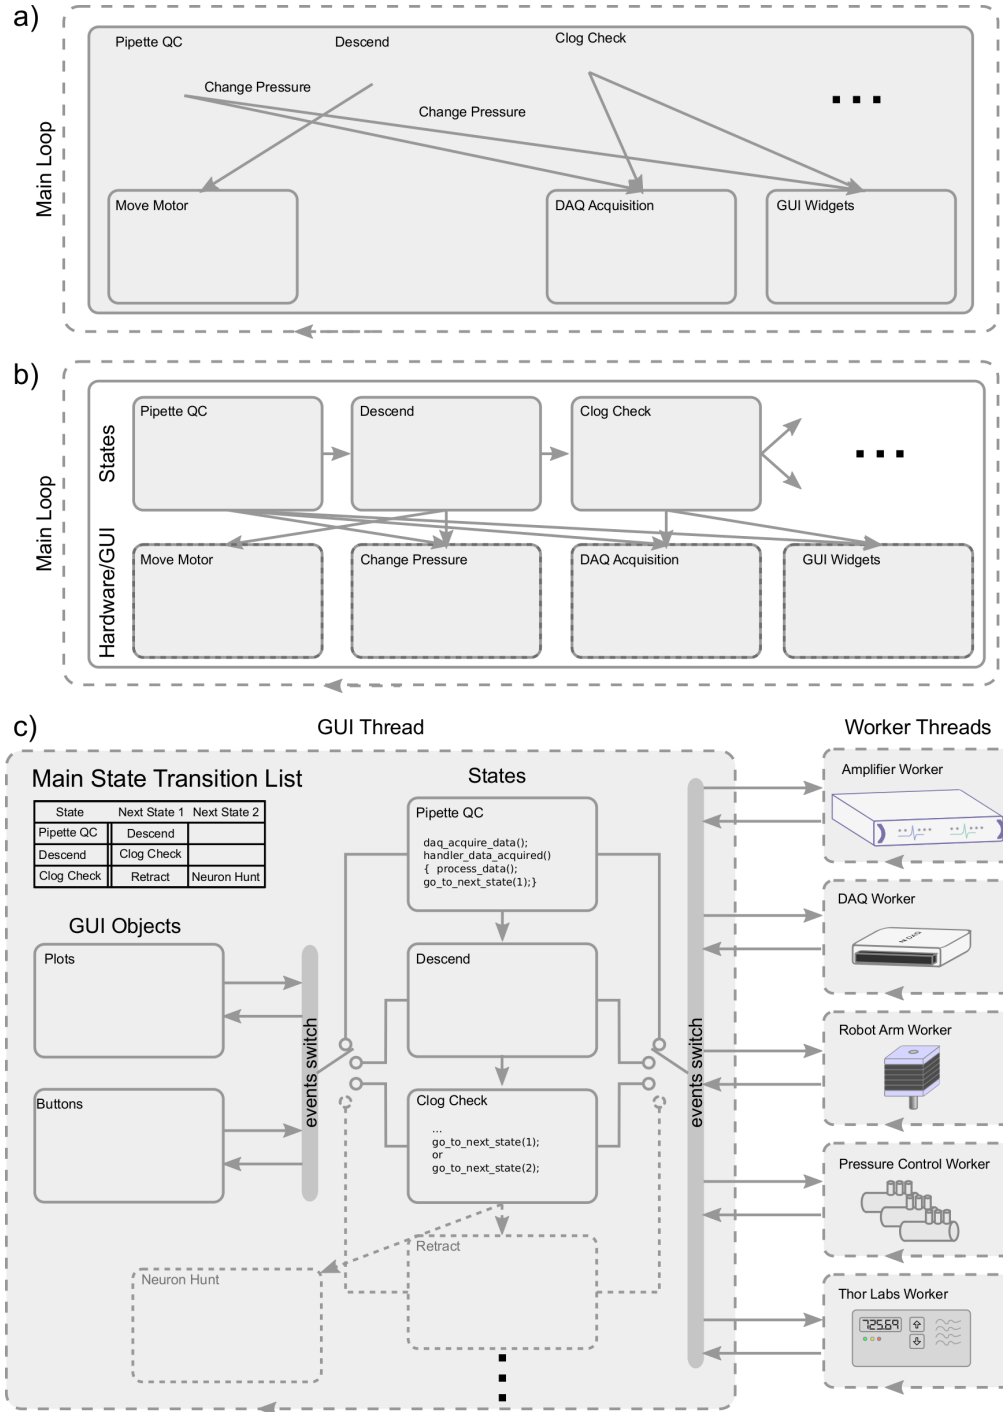 a)
Main Loop
Pipette QC
Descend
Clog Check
Change Pressure
Change Pressure
Move Motor
DAQ Acquisition
GUI Widgets
b)
Main Loop
States
Pipette QC
Descend
Clog Check
Hardware/GUI
Move Motor
Change Pressure
DAQ Acquisition
GUI Widgets
c)
GUI Thread
Worker Threads
Main State Transition List
State Next State 1 Next State 2
Pipette QC Descend
Descend Clog Check
Clog Check Retract Neuron Hunt
GUI Objects
Plots
Buttons
events switch
States
Pipette QC
daq_acquire_data();
handler_data_acquired()
{ process_data();
go_to_next_state(1);}
Descend
Clog Check
...
go_to_next_state(1);
or
go_to_next_state(2);
Retract
Neuron Hunt
events switch
Amplifier Worker
DAQ Worker
NI DAQ
Robot Arm Worker
Pressure Control Worker
Thor Labs Worker
725.69